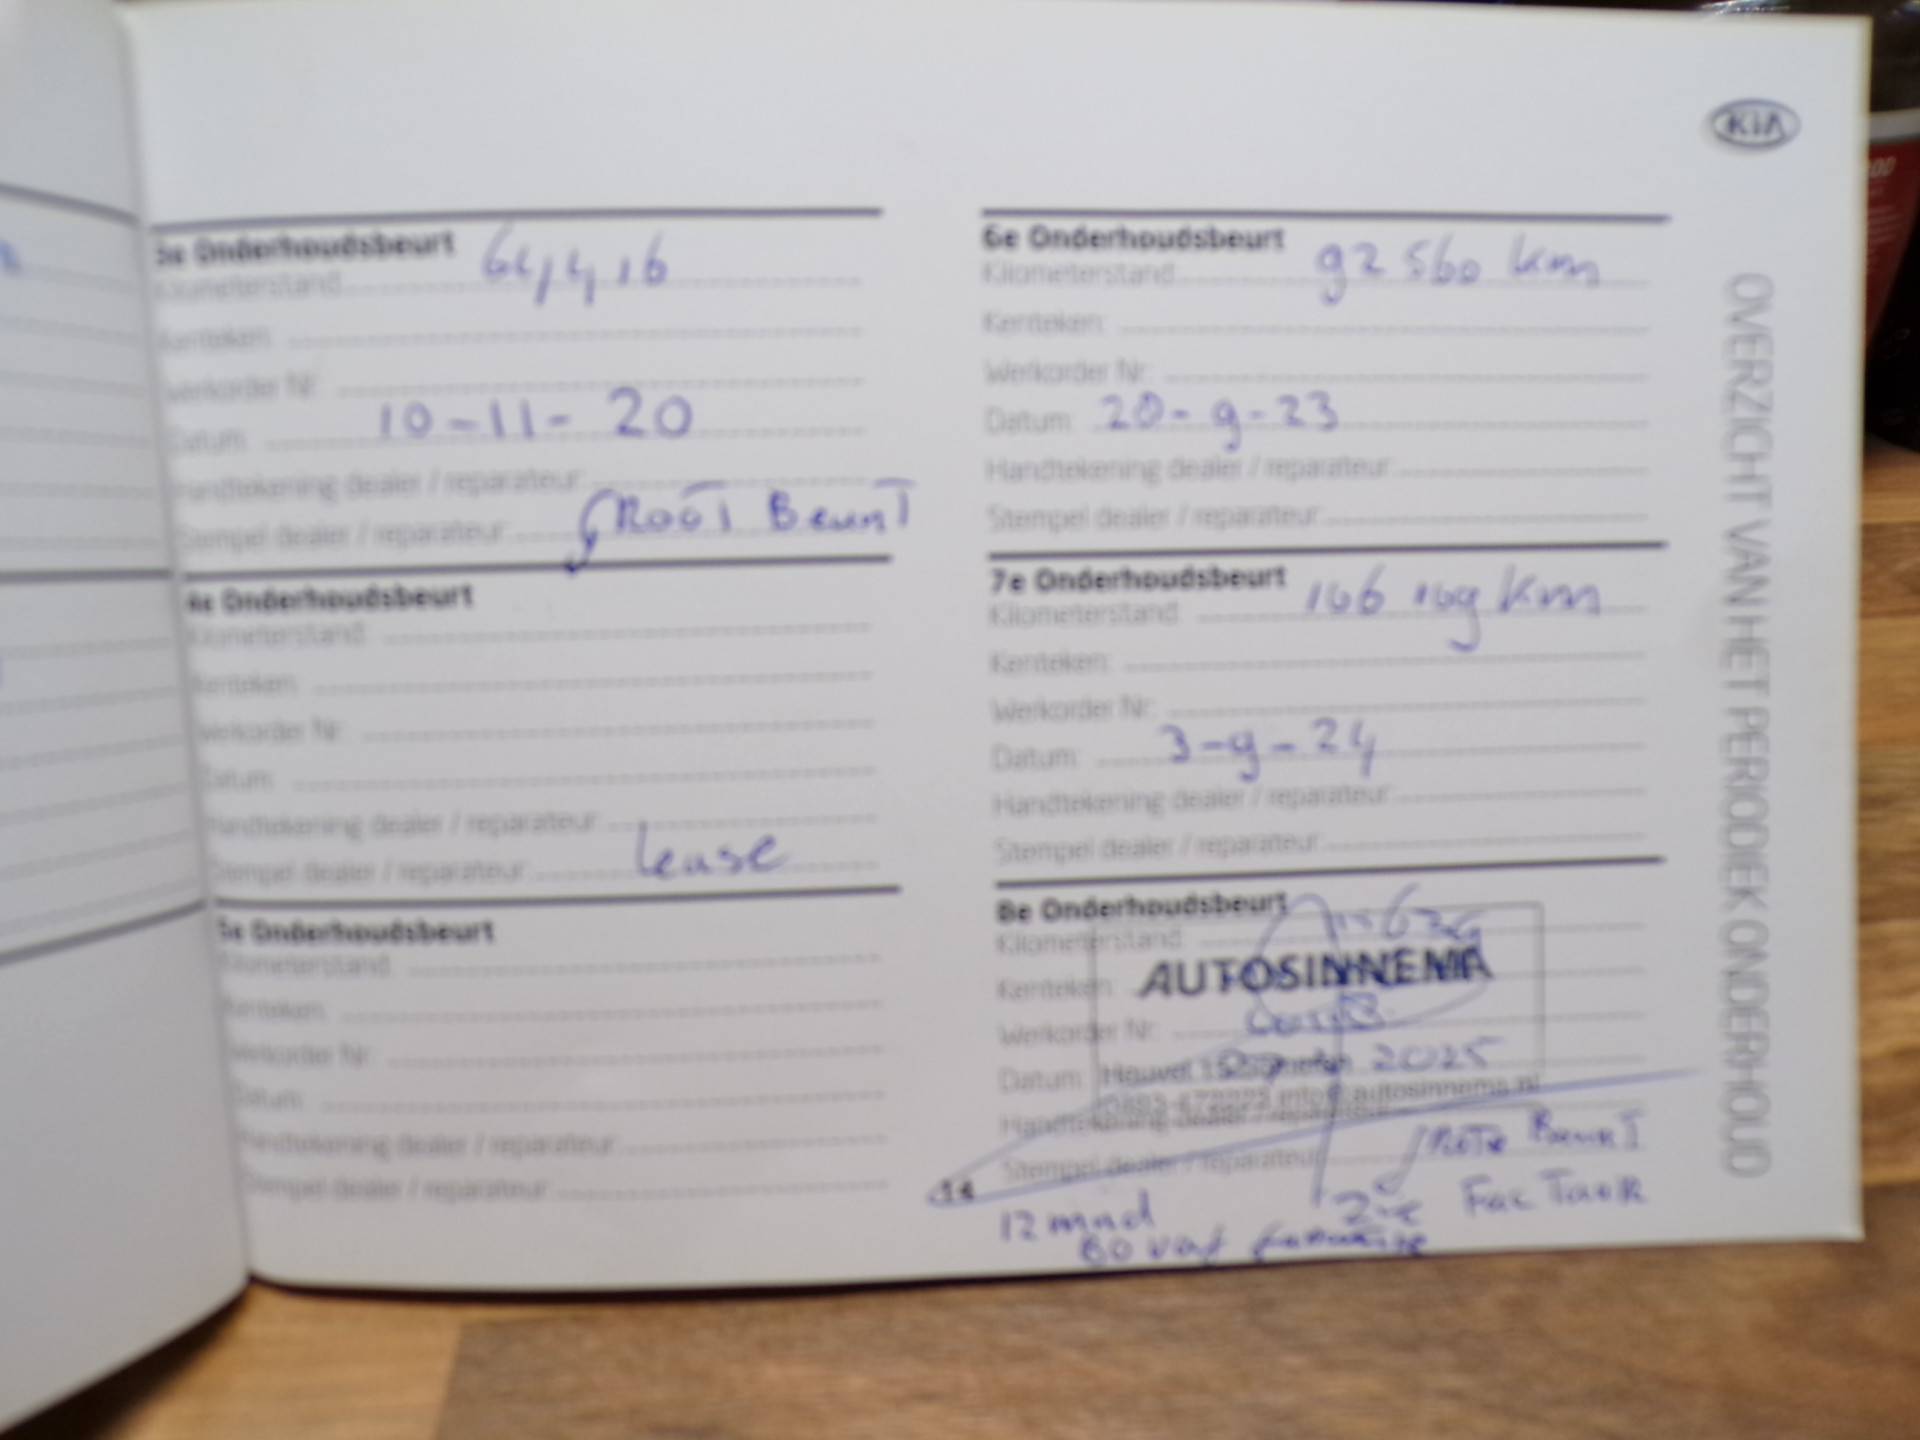 KIA
3e Onderhoudsbeurt
Kilometerstand 64416
Kenteken:
Werkorder Nr:
Datum: 10-11-20
Handtekening dealer / reparateur:
Stempel dealer / reparateur:
4e Onderhoudsbeurt
Kilometerstand:
Kenteken:
Werkorder Nr:
Datum:
Handtekening dealer / reparateur:
Stempel dealer / reparateur: lease
5e Onderhoudsbeurt
Kilometerstand:
Kenteken:
Werkorder Nr:
Datum:
Handtekening dealer / reparateur:
Stempel dealer / reparateur:
6e Onderhoudsbeurt
Kilometerstand 92560 km
Kenteken:
Werkorder Nr:
Datum: 20-9-23
Handtekening dealer / reparateur:
Stempel dealer / reparateur:
7e Onderhoudsbeurt
Kilometerstand: km
Kenteken:
Werkorder Nr:
Datum: 3-9-24
Handtekening dealer / reparateur:
Stempel dealer / reparateur:
8e Onderhoudsbeurt
Kilometerstand
AUTOSINNEMA
Kenteken:
Werkorder Nr:
Datum: 2025
autosinnema.nl
Handtekening dealer / reparateur:
Stempel dealer / reparateur:
14
12 mnd
OVERZICHT VAN HET PERIODIEK ONDERHOUD